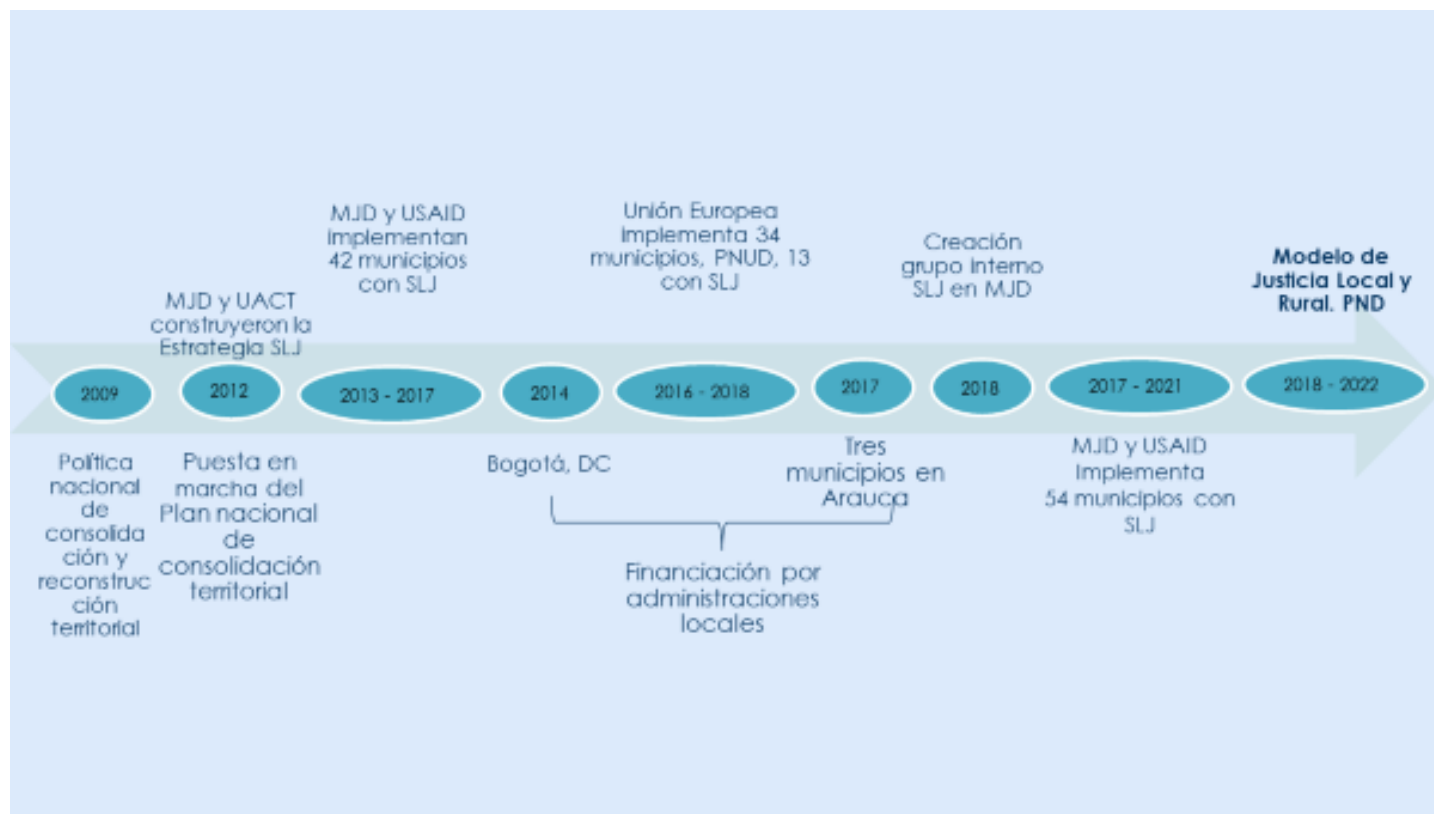 MJD y USAID
implementan
42 municipios
con SLJ
Unión Europea
implementa 34
municipios, PNUD, 13
con SLJ
Creación
grupo interno
SLJ en MJD
Modelo de
Justicia Local y
Rural. PND
MJD y UACT
construyeron la
Estrategia SLJ
2009
2012
2013 - 2017
2014
2016 - 2018
2017
2018
2017 - 2021
2018 - 2022
Política
nacional
de
consolida
ción y
reconstruc
ción
territorial
Puesta en
marcha del
Plan nacional
de
consolidación
territorial
Bogotá, DC
Tres
municipios en
Arauca
MJD y USAID
Implementa
54 municipios con
SLJ
Financiación por
administraciones
locales